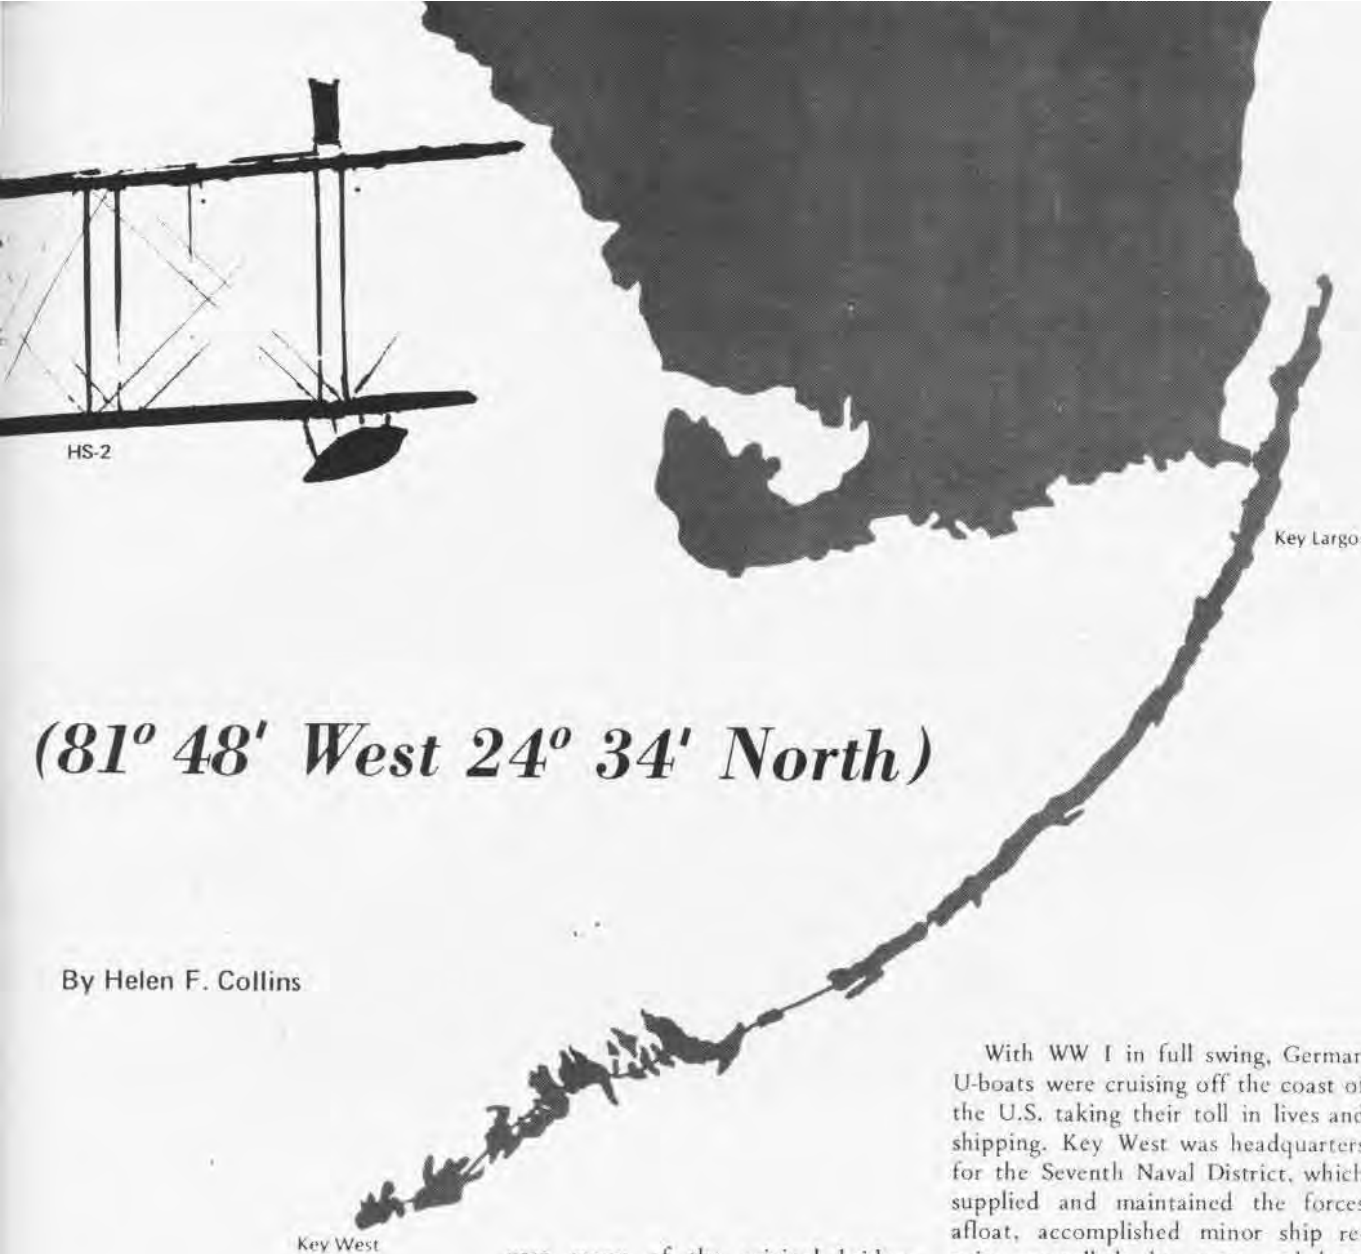 HS-2
Key Largo
(81° 48' West 24° 34' North)
By Helen F. Collins
Key West
With WW I in full swing, German
U-boats were cruising off the coast of
the U.S. taking their toll in lives and
shipping. Key West was headquarters
for the Seventh Naval District, which
supplied and maintained the forces
afloat, accomplished minor ship re
of the